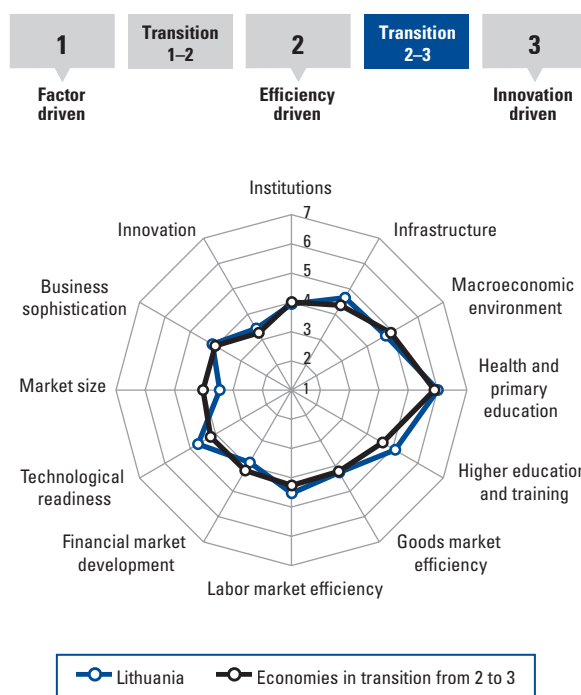 1
Transition
1–2
2
Transition
2–3
3
Factor
driven
Efficiency
driven
Innovation
driven
Institutions
Innovation
7
Infrastructure
6
Business
sophistication
5
Macroeconomic
environment
4
3
2
Market size
1
Health and
primary
education
Technological
readiness
Higher education
and training
Financial market
development
Goods market
efficiency
Labor market efficiency
Lithuania
Economies in transition from 2 to 3